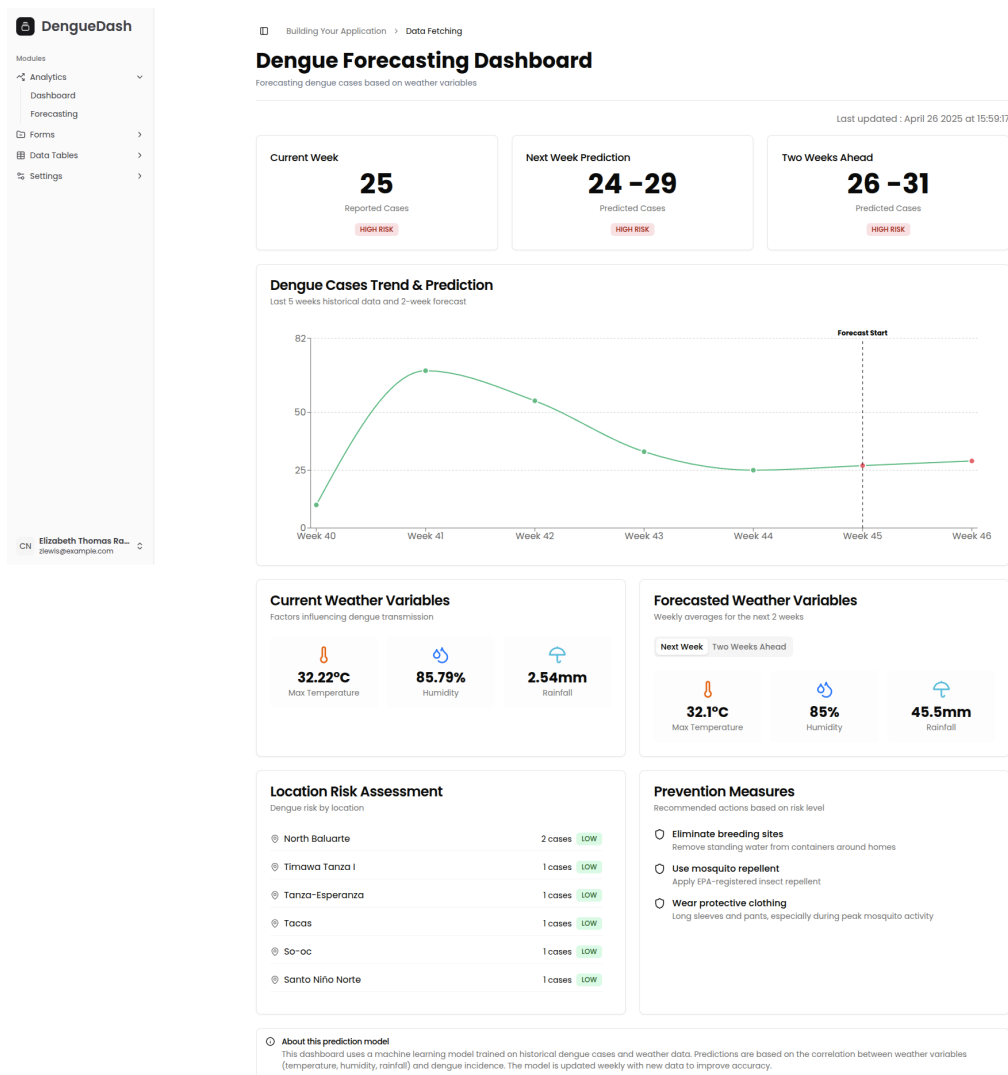 DengueDash
Modules
Analytics
Dashboard
Forecasting
Forms
Data Tables
Settings
CN
Elizabeth Thomas Ra...
zlewis@example.com
Building Your Application > Data Fetching
Dengue Forecasting Dashboard
Forecasting dengue cases based on weather variables
Last updated : April 26 2025 at 15:59:17
Current Week
25
Reported Cases
HIGH RISK
Next Week Prediction
24 -29
Predicted Cases
HIGH RISK
Two Weeks Ahead
26 -31
Predicted Cases
HIGH RISK
Dengue Cases Trend & Prediction
Last 5 weeks historical data and 2-week forecast
Forecast Start
82
50
25
0
Week 40 Week 41 Week 42 Week 43 Week 44 Week 45 Week 46
Current Weather Variables
Factors influencing dengue transmission
32.22°C
Max Temperature
85.79%
Humidity
2.54mm
Rainfall
Forecasted Weather Variables
Weekly averages for the next 2 weeks
Next Week Two Weeks Ahead
32.1°C
Max Temperature
85%
Humidity
45.5mm
Rainfall
Location Risk Assessment
Dengue risk by location
North Baluarte 2 cases LOW
Timawa Tanza I 1 cases LOW
Tanza-Esperanza 1 cases LOW
Tacas 1 cases LOW
So-oc 1 cases LOW
Santo Niño Norte 1 cases LOW
Prevention Measures
Recommended actions based on risk level
Eliminate breeding sites
Remove standing water from containers around homes
Use mosquito repellent
Apply EPA-registered insect repellent
Wear protective clothing
Long sleeves and pants, especially during peak mosquito activity
About this prediction model
This dashboard uses a machine learning model trained on historical dengue cases and weather data. Predictions are based on the correlation between weather variables
(temperature, humidity, rainfall) and dengue incidence. The model is updated weekly with new data to improve accuracy.